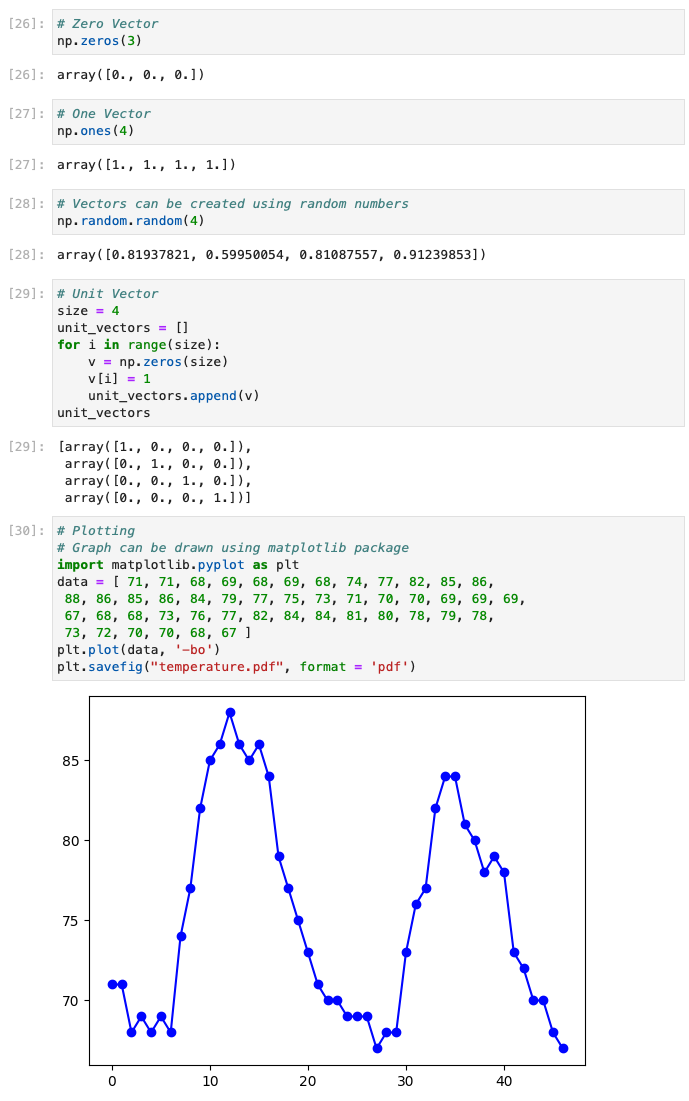 [26]: # Zero Vector
np.zeros(3)
[26]: array([0., 0., 0.])
[27]: # One Vector
np.ones(4)
[27]: array([1., 1., 1., 1.])
[28]: # Vectors can be created using random numbers
np.random.random(4)
[28]: array([0.81937821, 0.59950054, 0.81087557, 0.91239853])
[29]: # Unit Vector
size = 4
unit_vectors = []
for i in range(size):
    v = np.zeros(size)
    v[i] = 1
    unit_vectors.append(v)
unit_vectors
[29]: [array([1., 0., 0., 0.]),
 array([0., 1., 0., 0.]),
 array([0., 0., 1., 0.]),
 array([0., 0., 0., 1.])]
[30]: # Plotting
# Graph can be drawn using matplotlib package
import matplotlib.pyplot as plt
data = [ 71, 71, 68, 69, 68, 69, 68, 74, 77, 82, 85, 86,
 88, 86, 85, 86, 84, 79, 77, 75, 73, 71, 70, 70, 69, 69, 69,
 67, 68, 68, 73, 76, 77, 82, 84, 84, 81, 80, 78, 79, 78,
 73, 72, 70, 70, 68, 67 ]
plt.plot(data, '-bo')
plt.savefig("temperature.pdf", format = 'pdf')
85
80
75
70
0 10 20 30 40